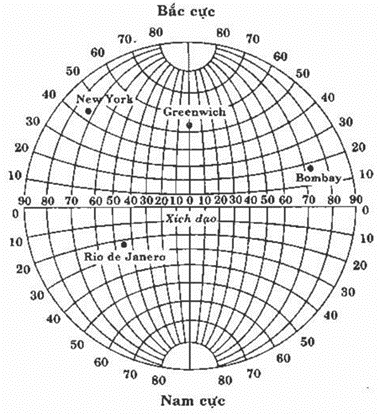 Bắc cực
80 80
70. 70
60 60
50 50
New York
40 40
Greenwich
30 30
20 20
Bombay
10 10
90 80 70 60 50 40 30 20 10 0 10 20 30 40 50 60 70 80 90
0 0
Xích đạo
10 10
Rio de Janero
20 20
30 30
40 40
50 50
60 60
70 70
80 80
Nam cực